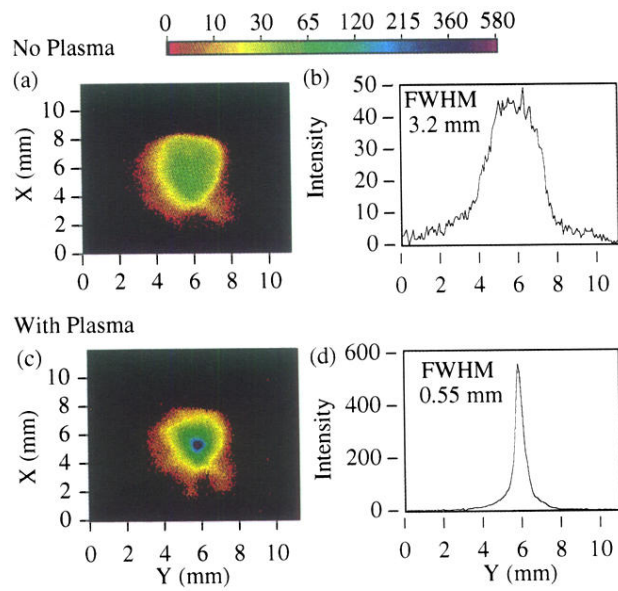 0 10 30 65 120 215 360 580
No Plasma
(a)
X (mm)
10
8
6
4
2
0
0 2 4 6 8 10
(b)
Intensity
50
40
30
20
10
0
FWHM
3.2 mm
0 2 4 6 8 10
With Plasma
(c)
X (mm)
10
8
6
4
2
0
0 2 4 6 8 10
Y (mm)
(d)
Intensity
600
400
200
0
FWHM
0.55 mm
0 2 4 6 8 10
Y (mm)